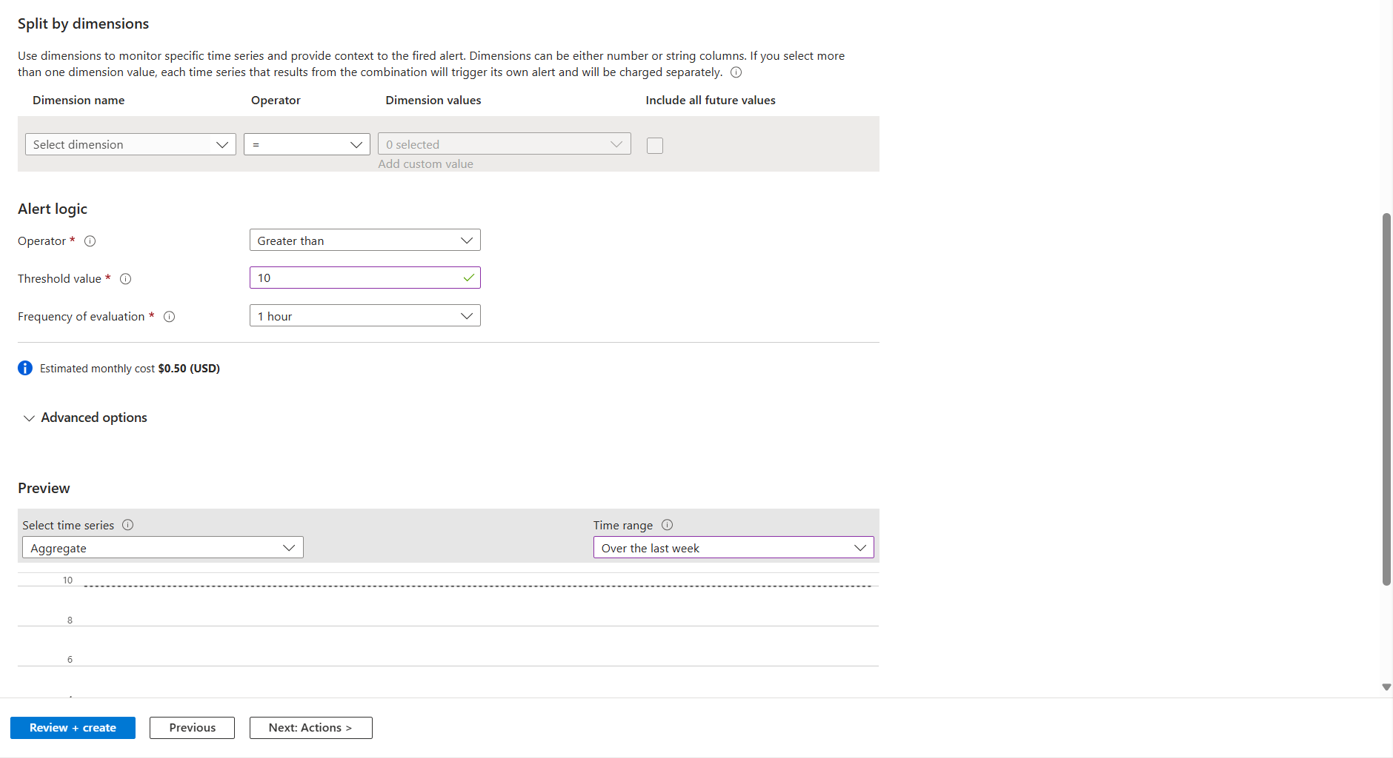 Split by dimensions
Use dimensions to monitor specific time series and provide context to the fired alert. Dimensions can be either number or string columns. If you select more
than one dimension value, each time series that results from the combination will trigger its own alert and will be charged separately.
Dimension name Operator Dimension values Include all future values
Select dimension = 0 selected
Add custom value
Alert logic
Operator * Greater than
Threshold value * 10
Frequency of evaluation * 1 hour
Estimated monthly cost $0.50 (USD)
Advanced options
Preview
Select time series Time range
Aggregate Over the last week
10
8
6
Review + create Previous Next: Actions >